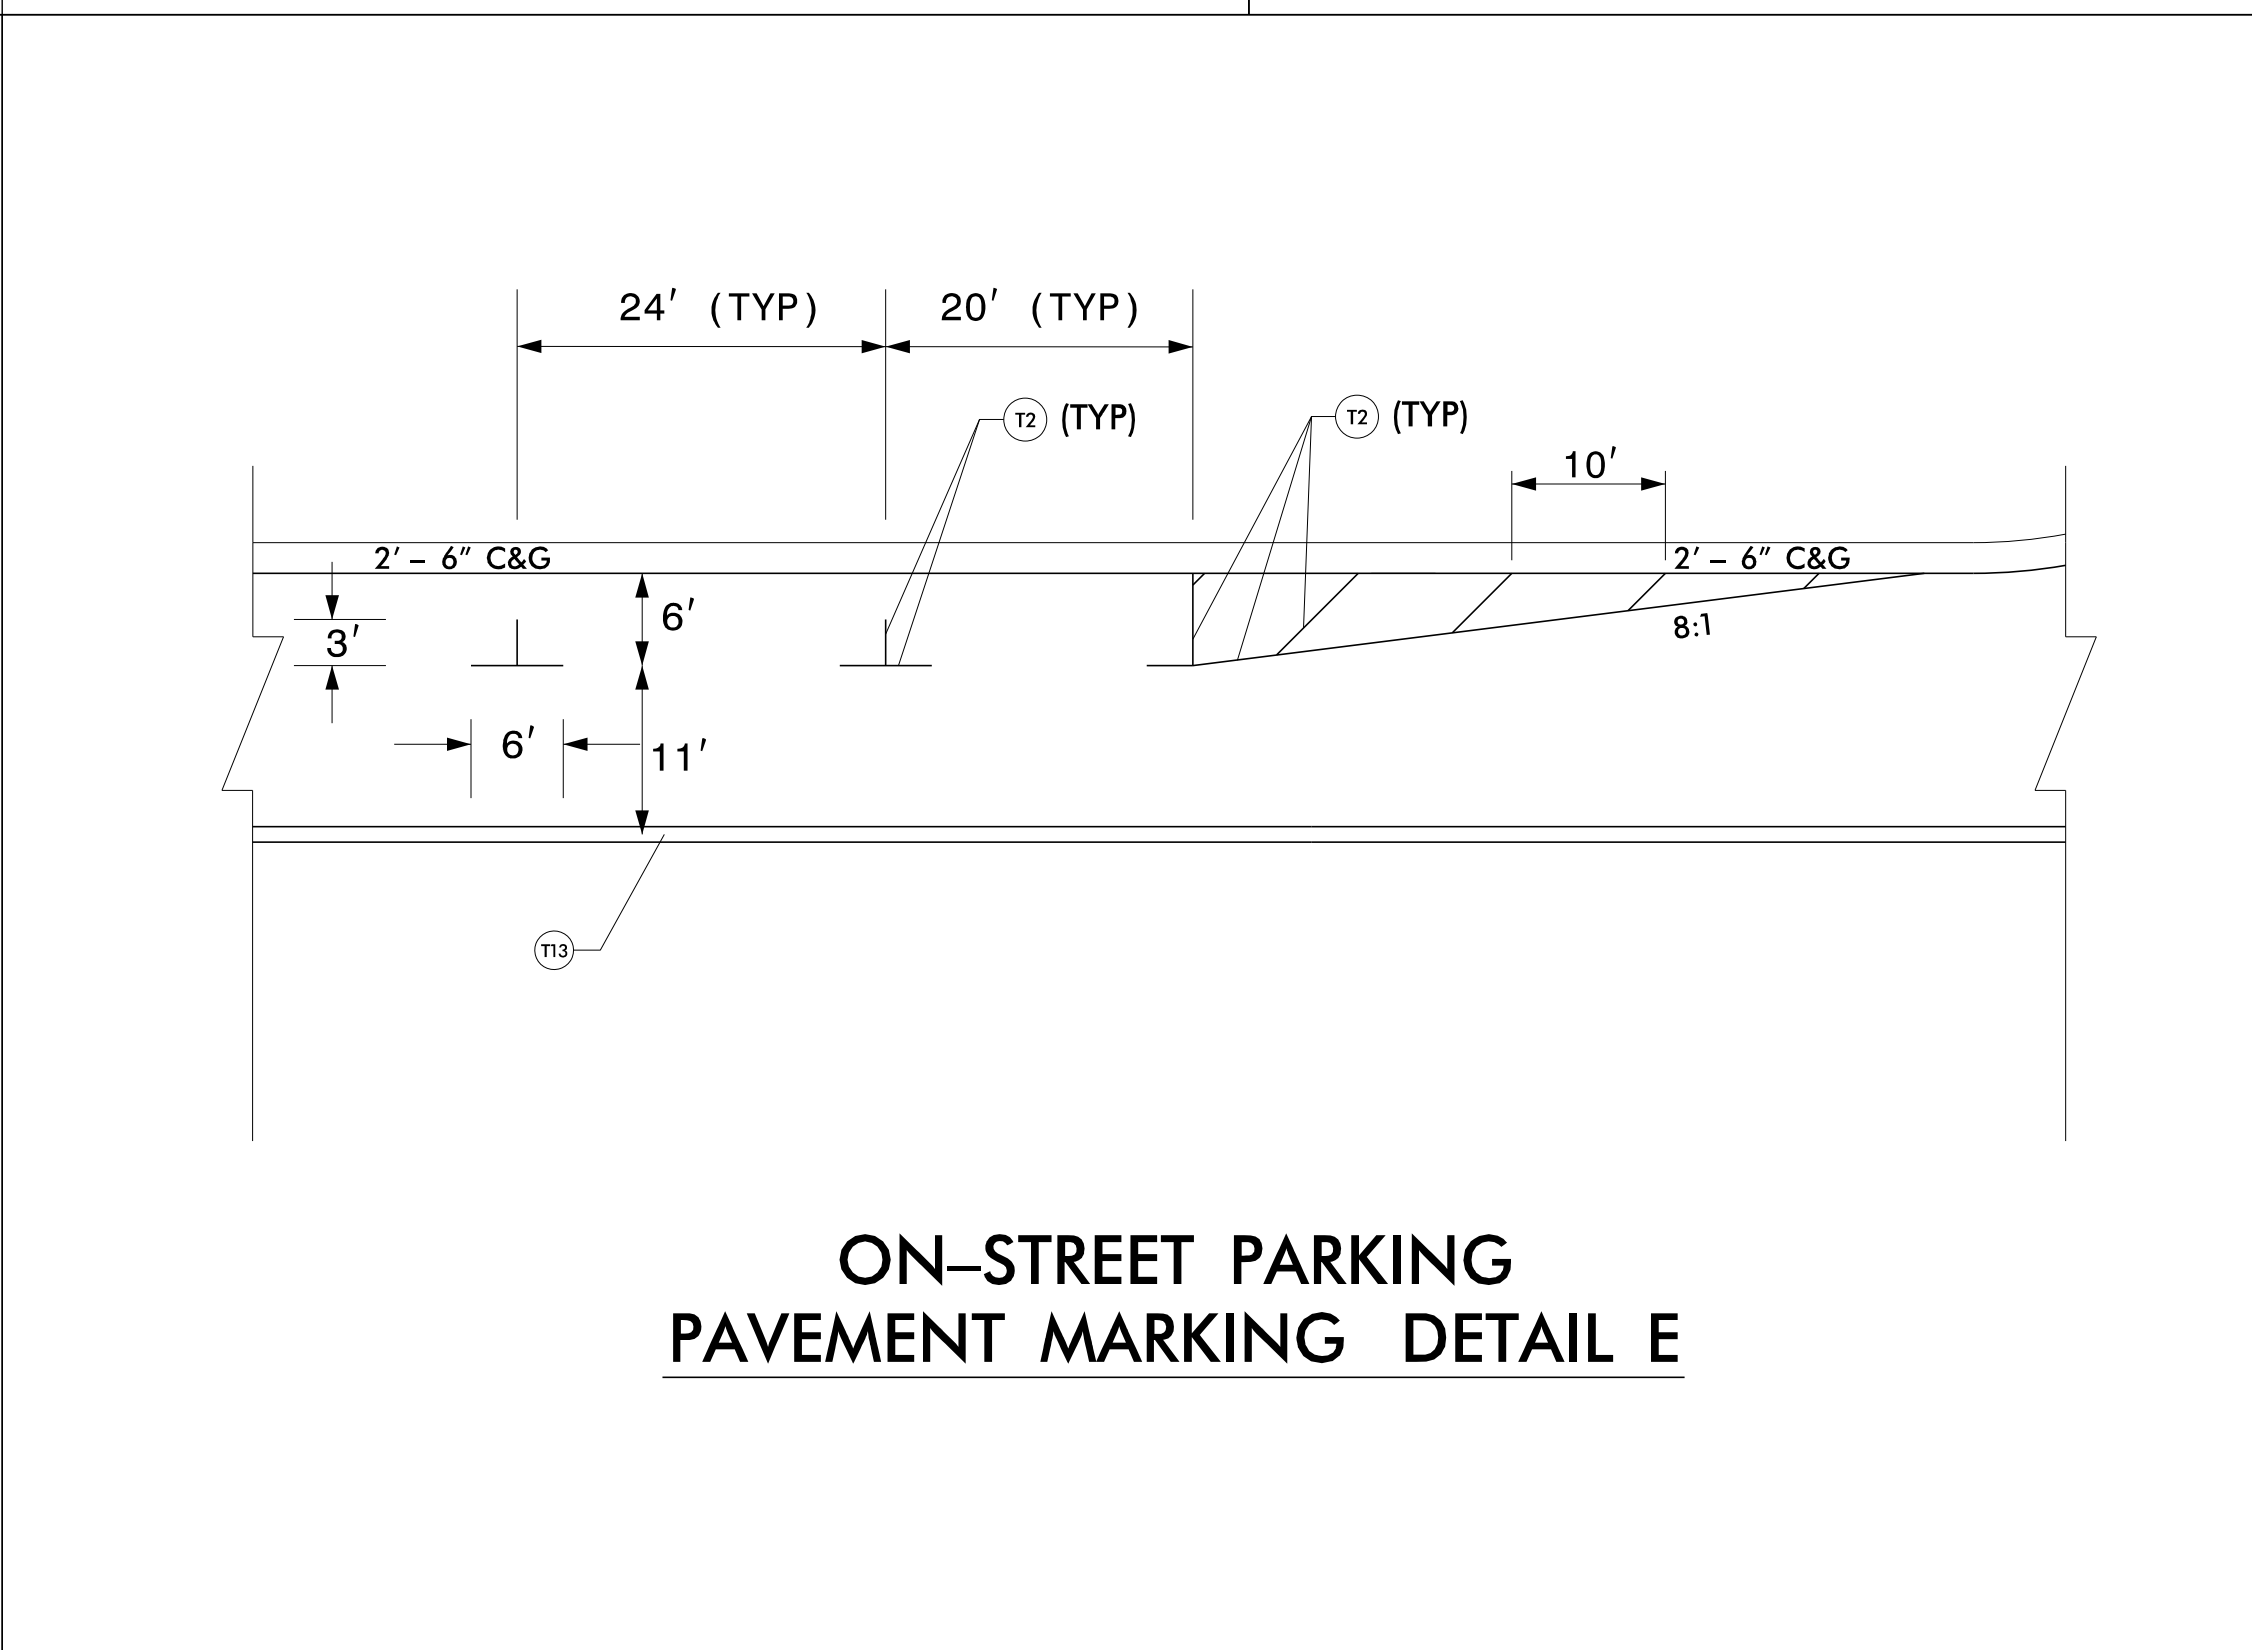 24' (TYP) 20' (TYP)
T2 (TYP) T2 (TYP)
10'
2' – 6" C&G 2' – 6" C&G
6'
3' 8:1
6' 11'
T13
ON–STREET PARKING
PAVEMENT MARKING DETAIL E